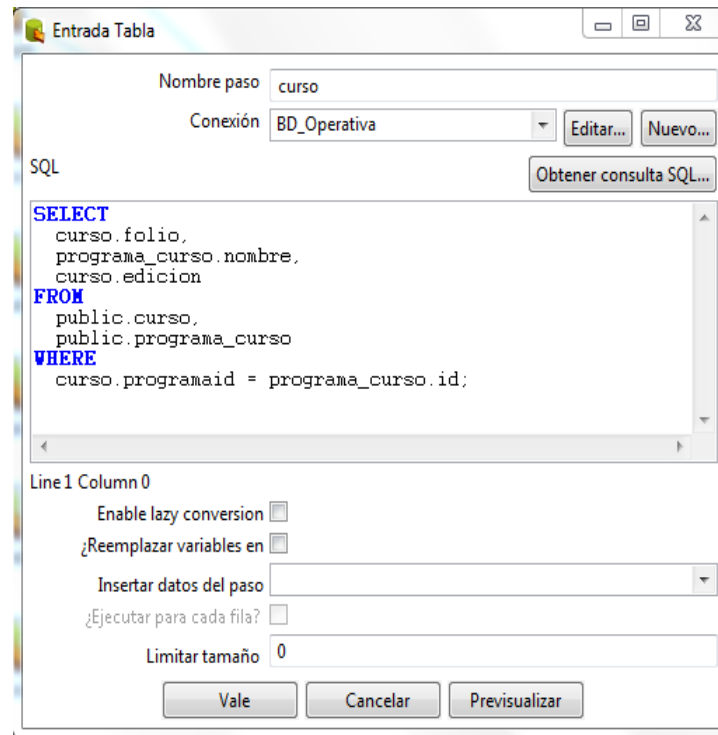 Entrada Tabla
Nombre paso curso
Conexión BD_Operativa Editar... Nuevo...
SQL Obtener consulta SQL...
SELECT
curso.folio,
programa_curso.nombre,
curso.edicion
FROM
public.curso,
public.programa_curso
WHERE
curso.programaid = programa_curso.id;
Line1 Column 0
Enable lazy conversion
¿Reemplazar variables en
Insertar datos del paso
¿Ejecutar para cada fila?
Limitar tamaño 0
Vale Cancelar Previsualizar